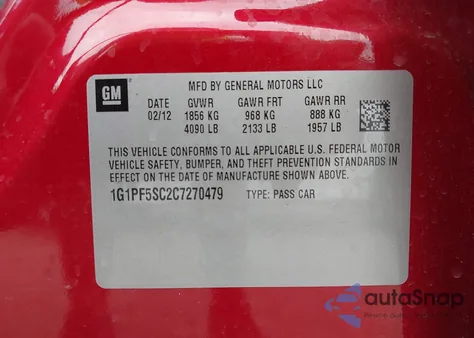 GM
MFD BY GENERAL MOTORS LLC
DATE GVWR GAWR FRT GAWR RR
02/12 1856 KG 968 KG 888 KG
4090 LB 2133 LB 1957 LB
THIS VEHICLE CONFORMS TO ALL APPLICABLE U.S. FEDERAL MOTOR
VEHICLE SAFETY, BUMPER, AND THEFT PREVENTION STANDARDS IN
EFFECT ON THE DATE OF MANUFACTURE SHOWN ABOVE.
1G1PF5SC2C7270479 TYPE: PASS CAR
autoSnap